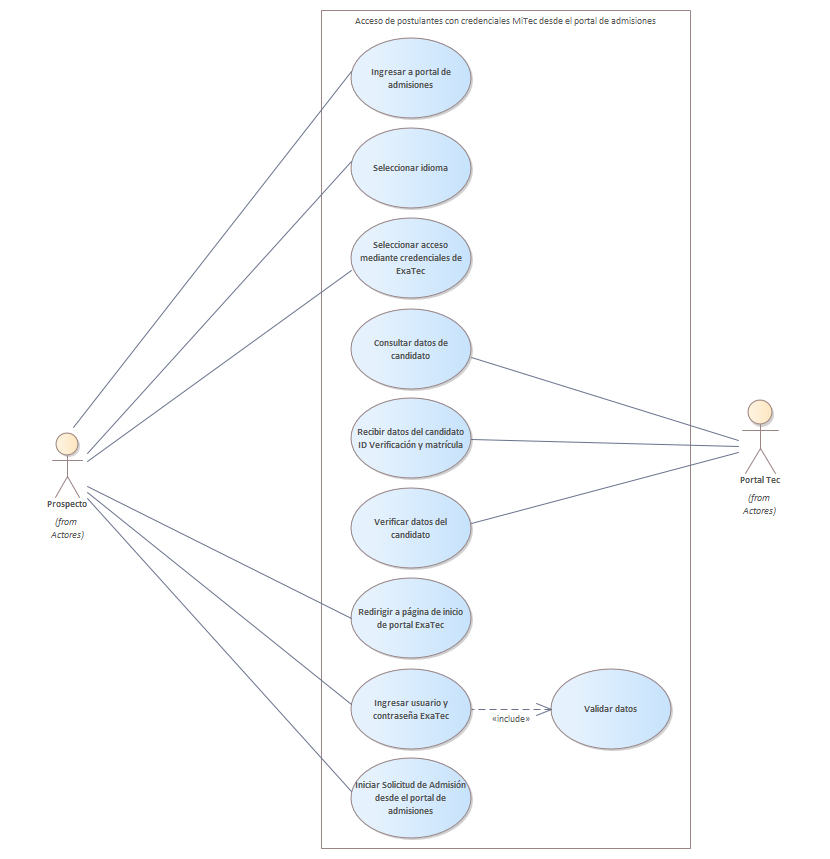 Acceso de postulantes con credenciales MiTec desde el portal de admisiones
Ingresar a portal de
admisiones
Seleccionar idioma
Seleccionar acceso
mediante credenciales de
ExaTec
Consultar datos de
candidato
Recibir datos del candidato
ID Verificación y matrícula
Verificar datos del
candidato
Redirigir a página de inicio
de portal ExaTec
Ingresar usuario y
contraseña ExaTec
«include»
Validar datos
Iniciar Solicitud de Admisión
desde el portal de
admisiones
Prospecto
(from
Actores)
Portal Tec
(from
Actores)